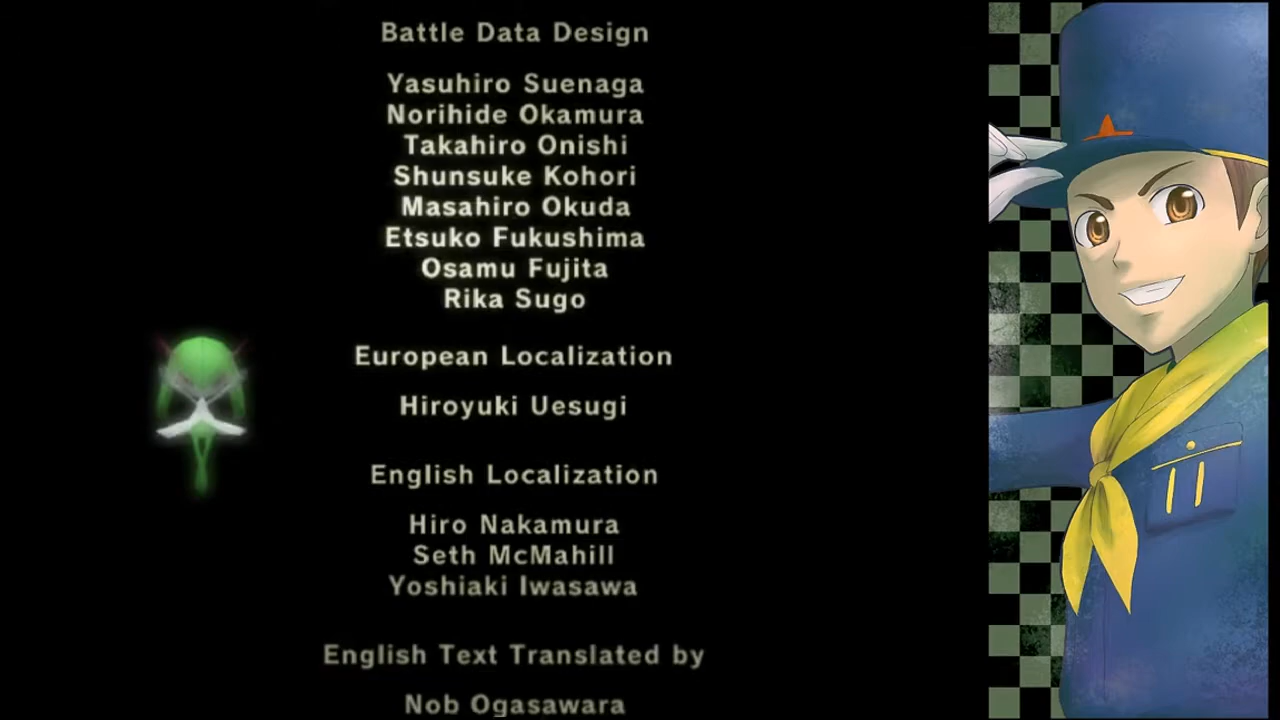 Battle Data Design
Yasuhiro Suenaga
Norihide Okamura
Takahiro Onishi
Shunsuke Kohori
Masahiro Okuda
Etsuko Fukushima
Osamu Fujita
Rika Sugo
European Localization
Hiroyuki Uesugi
English Localization
Hiro Nakamura
Seth McMahill
Yoshiaki Iwasawa
English Text Translated by
Nob Ogasawara